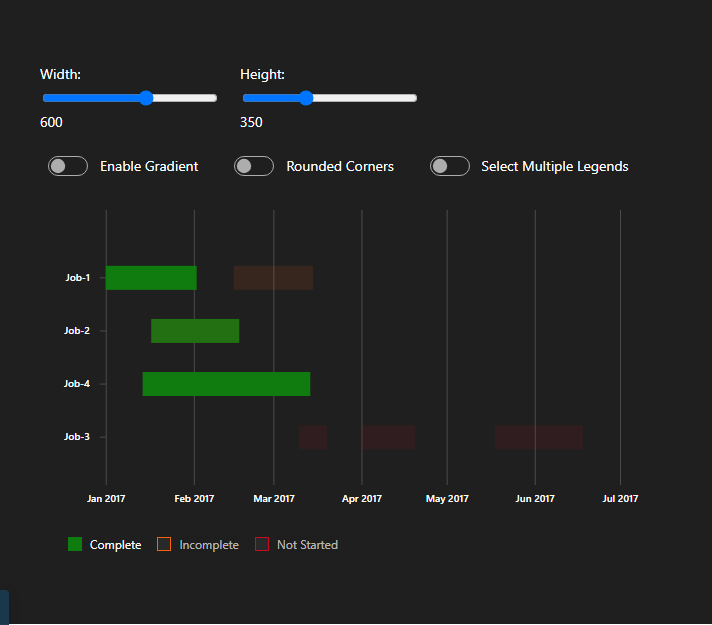 Width:
Height:
600
350
Enable Gradient
Rounded Corners
Select Multiple Legends
Job-1
Job-2
Job-4
Job-3
Jan 2017
Feb 2017
Mar 2017
Apr 2017
May 2017
Jun 2017
Jul 2017
Complete
Incomplete
Not Started